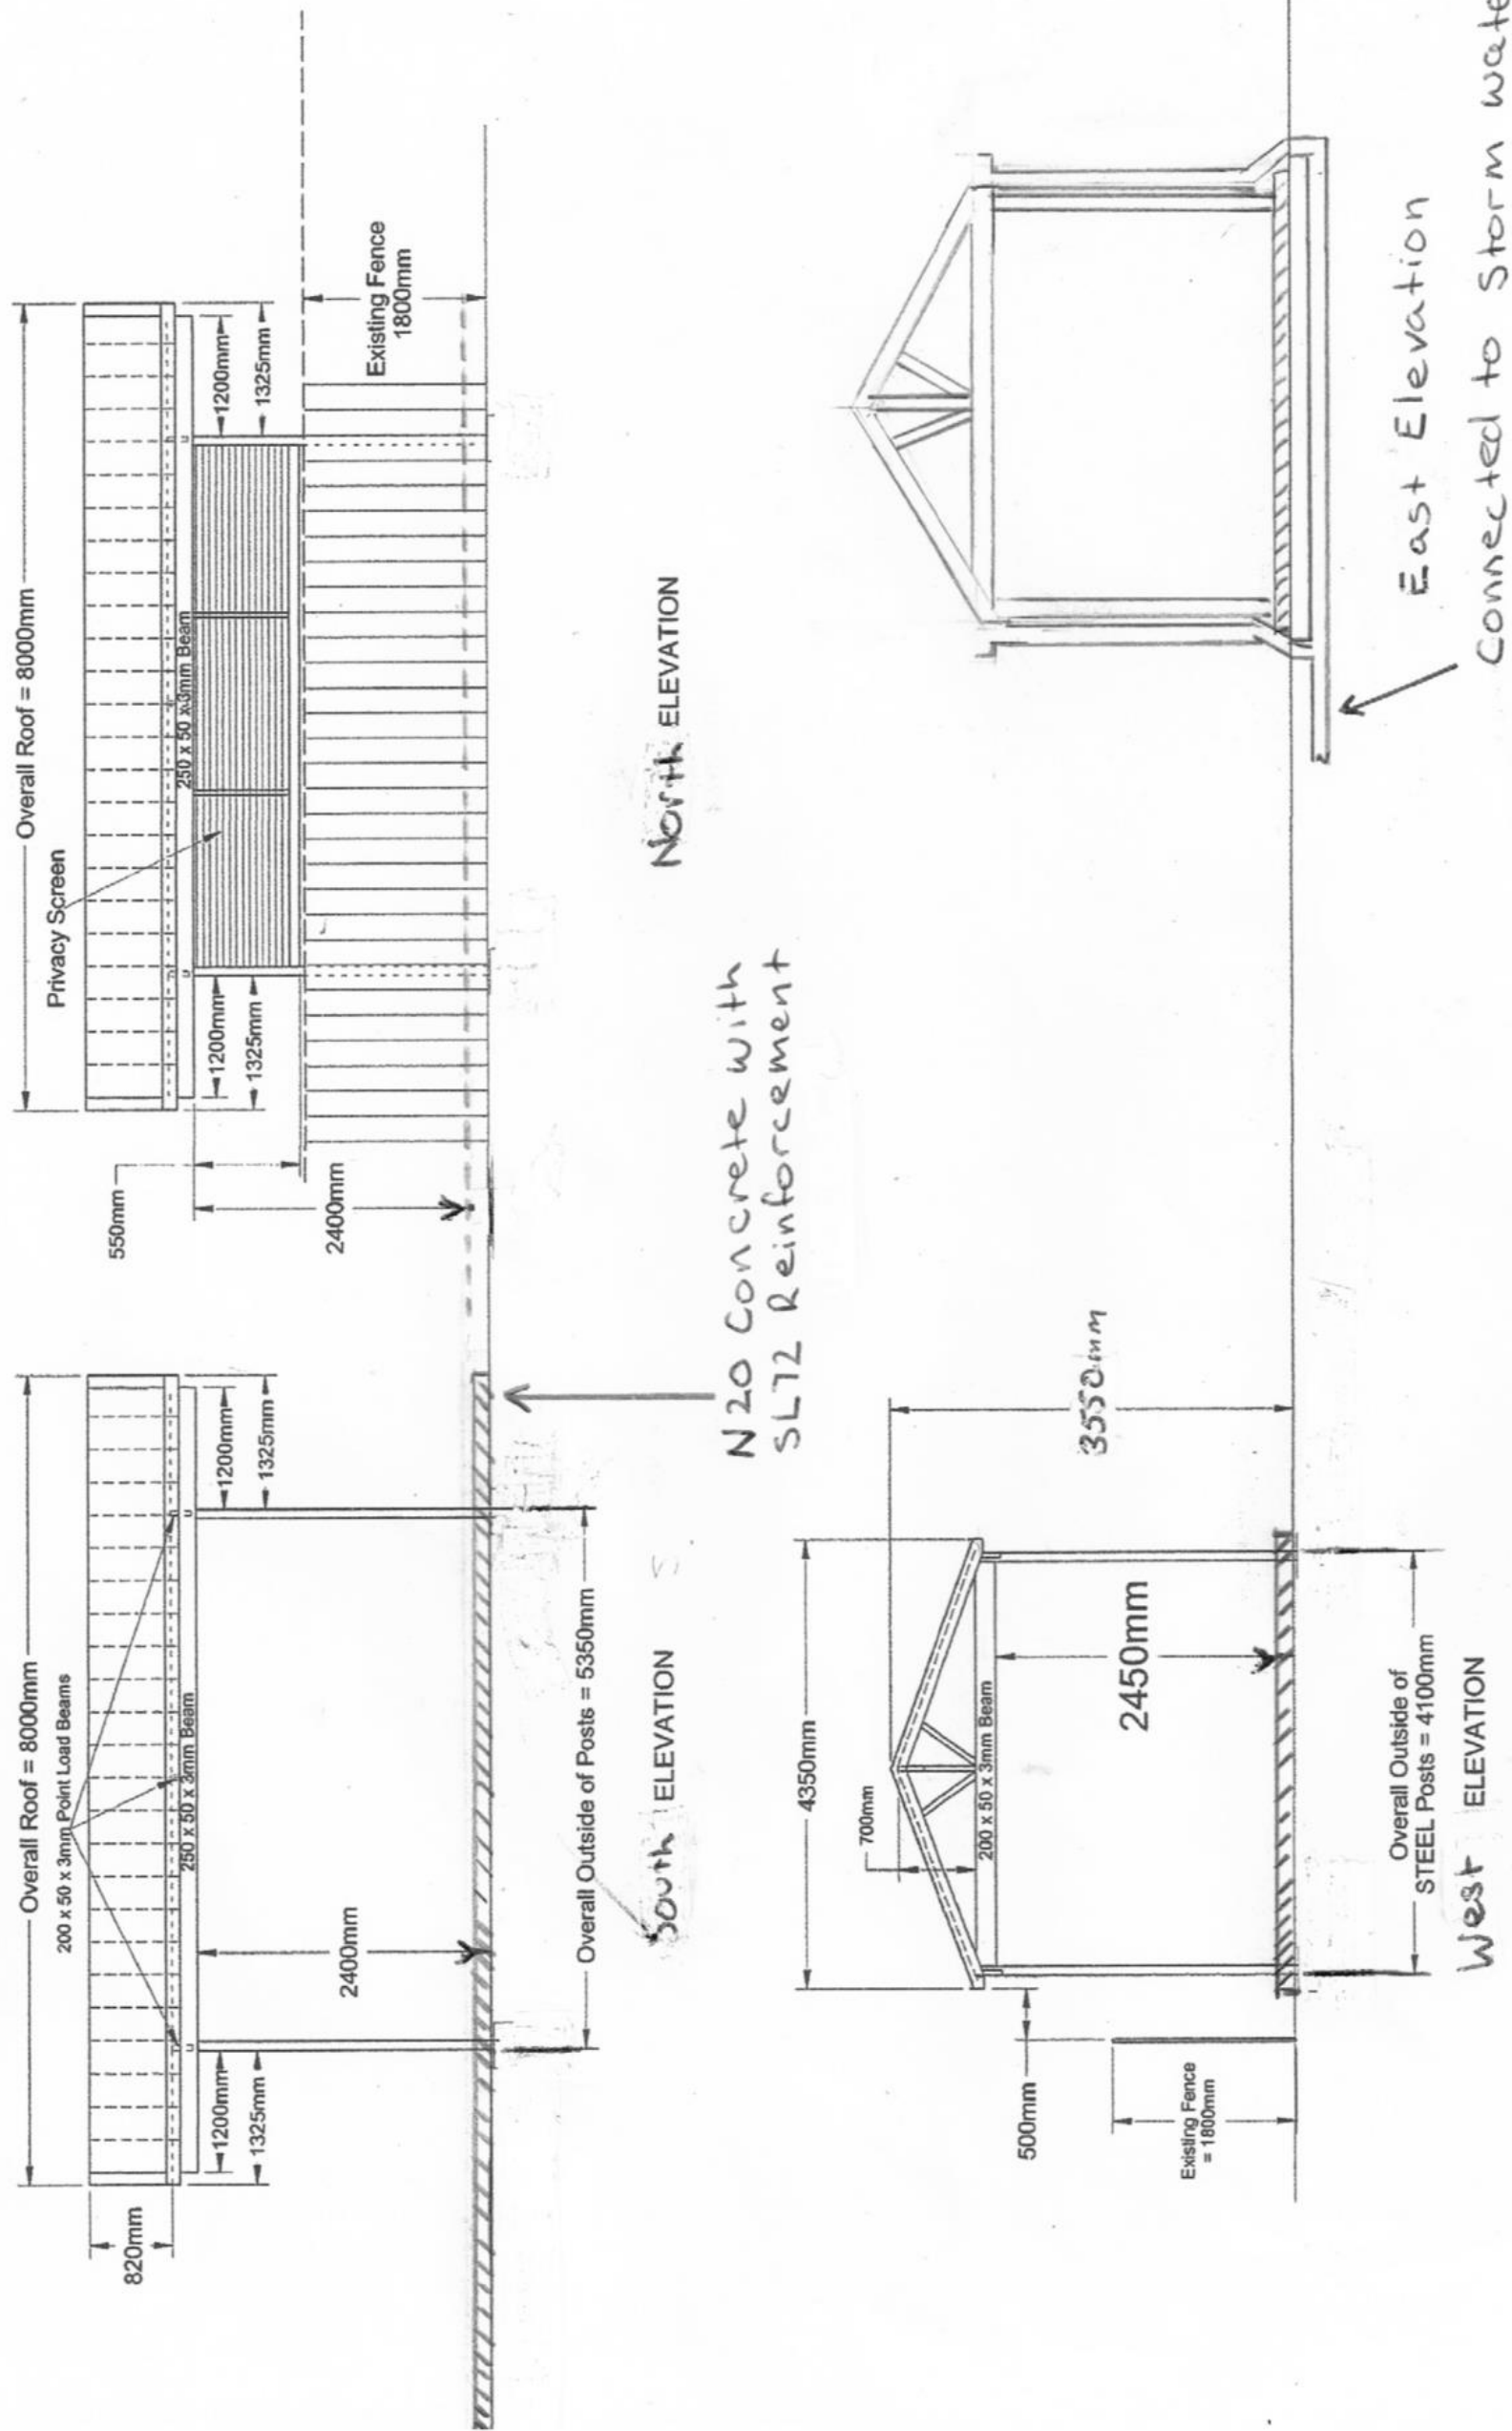 Overall Roof = 8000mm
200 x 50 x 3mm Point Load Beams
820mm
250 x 50 x 3mm Beam
1200mm
1325mm
1200mm
1325mm
2400mm
Overall Outside of Posts = 5350mm
South ELEVATION
N20 Concrete with
SL72 Reinforcement
Overall Roof = 8000mm
Privacy Screen
250 x 50 x 3mm Beam
550mm
1200mm
1325mm
1200mm
1325mm
2400mm
Existing Fence
1800mm
North ELEVATION
4350mm
700mm
200 x 50 x 3mm Beam
500mm
2450mm
3550mm
Existing Fence
= 1800mm
Overall Outside of
STEEL Posts = 4100mm
West ELEVATION
East Elevation
Connected to Storm